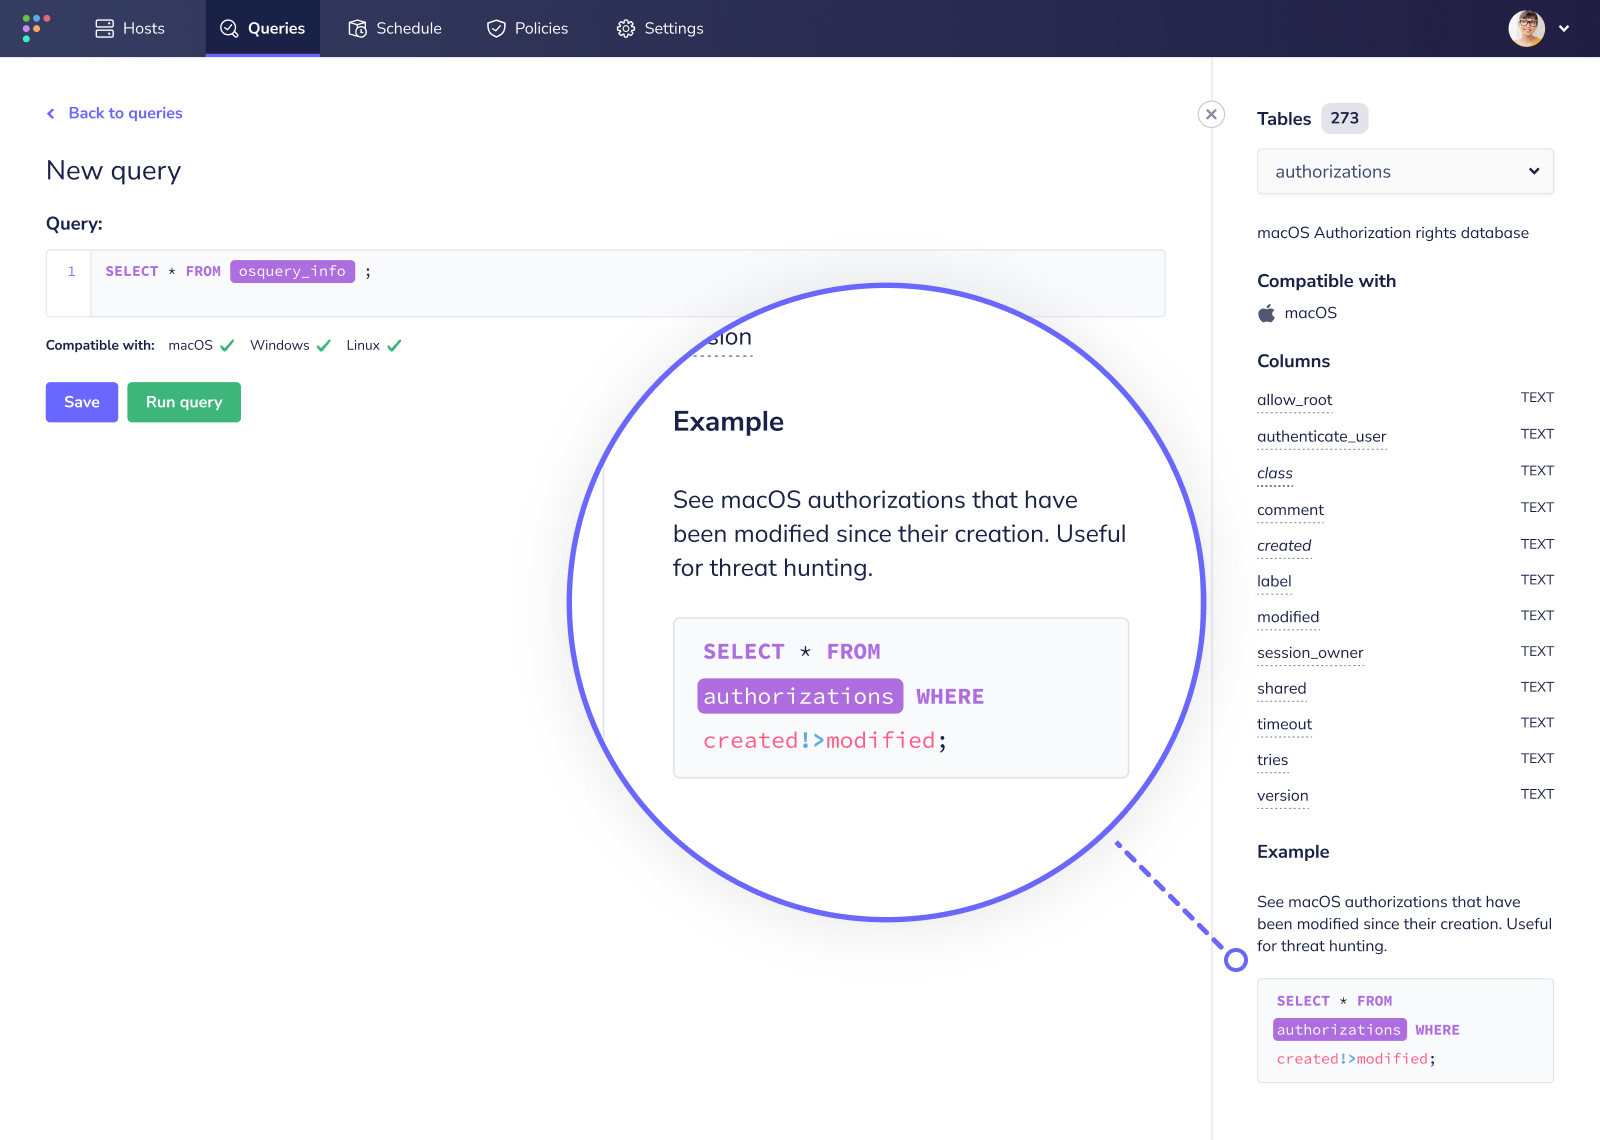 Hosts
Queries
Schedule
Policies
Settings
Back to queries
New query
Query:
1 SELECT * FROM osquery_info ;
Compatible with: macOS Windows Linux
Save
Run query
sion
Example
See macOS authorizations that have
been modified since their creation. Useful
for threat hunting.
SELECT * FROM
authorizations WHERE
created!>modified;
Tables 273
authorizations
macOS Authorization rights database
Compatible with
macOS
Columns
allow_root TEXT
authenticate_user TEXT
class TEXT
comment TEXT
created TEXT
label TEXT
modified TEXT
session_owner TEXT
shared TEXT
timeout TEXT
tries TEXT
version TEXT
Example
See macOS authorizations that have
been modified since their creation. Useful
for threat hunting.
SELECT * FROM
authorizations WHERE
created!>modified;